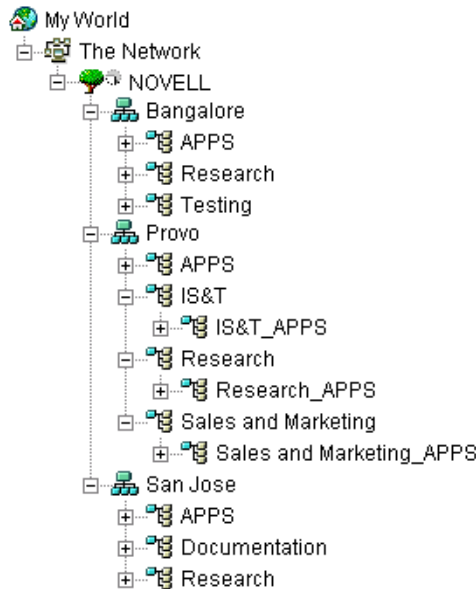 My World
The Network
NOVELL
Bangalore
APPS
Research
Testing
Provo
APPS
IS&T
IS&T_APPS
Research
Research_APPS
Sales and Marketing
Sales and Marketing_APPS
San Jose
APPS
Documentation
Research